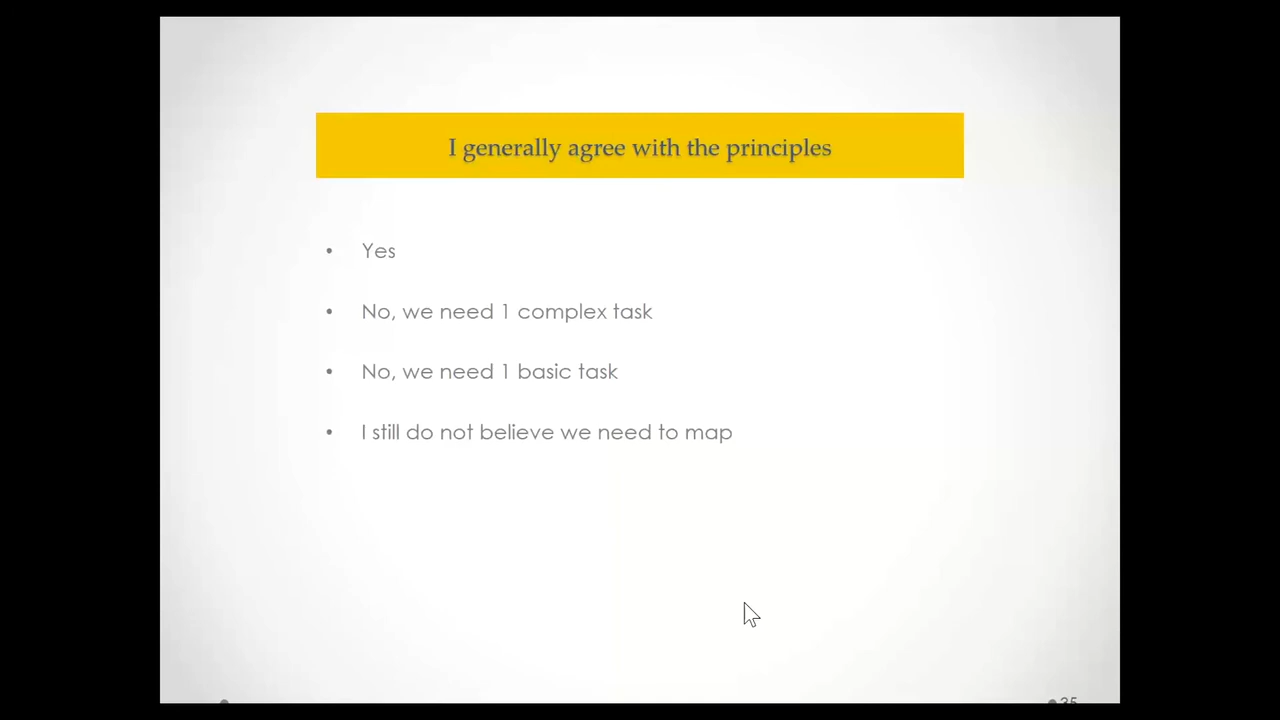 I generally agree with the principles
• Yes
• No, we need 1 complex task
• No, we need 1 basic task
• I still do not believe we need to map
35